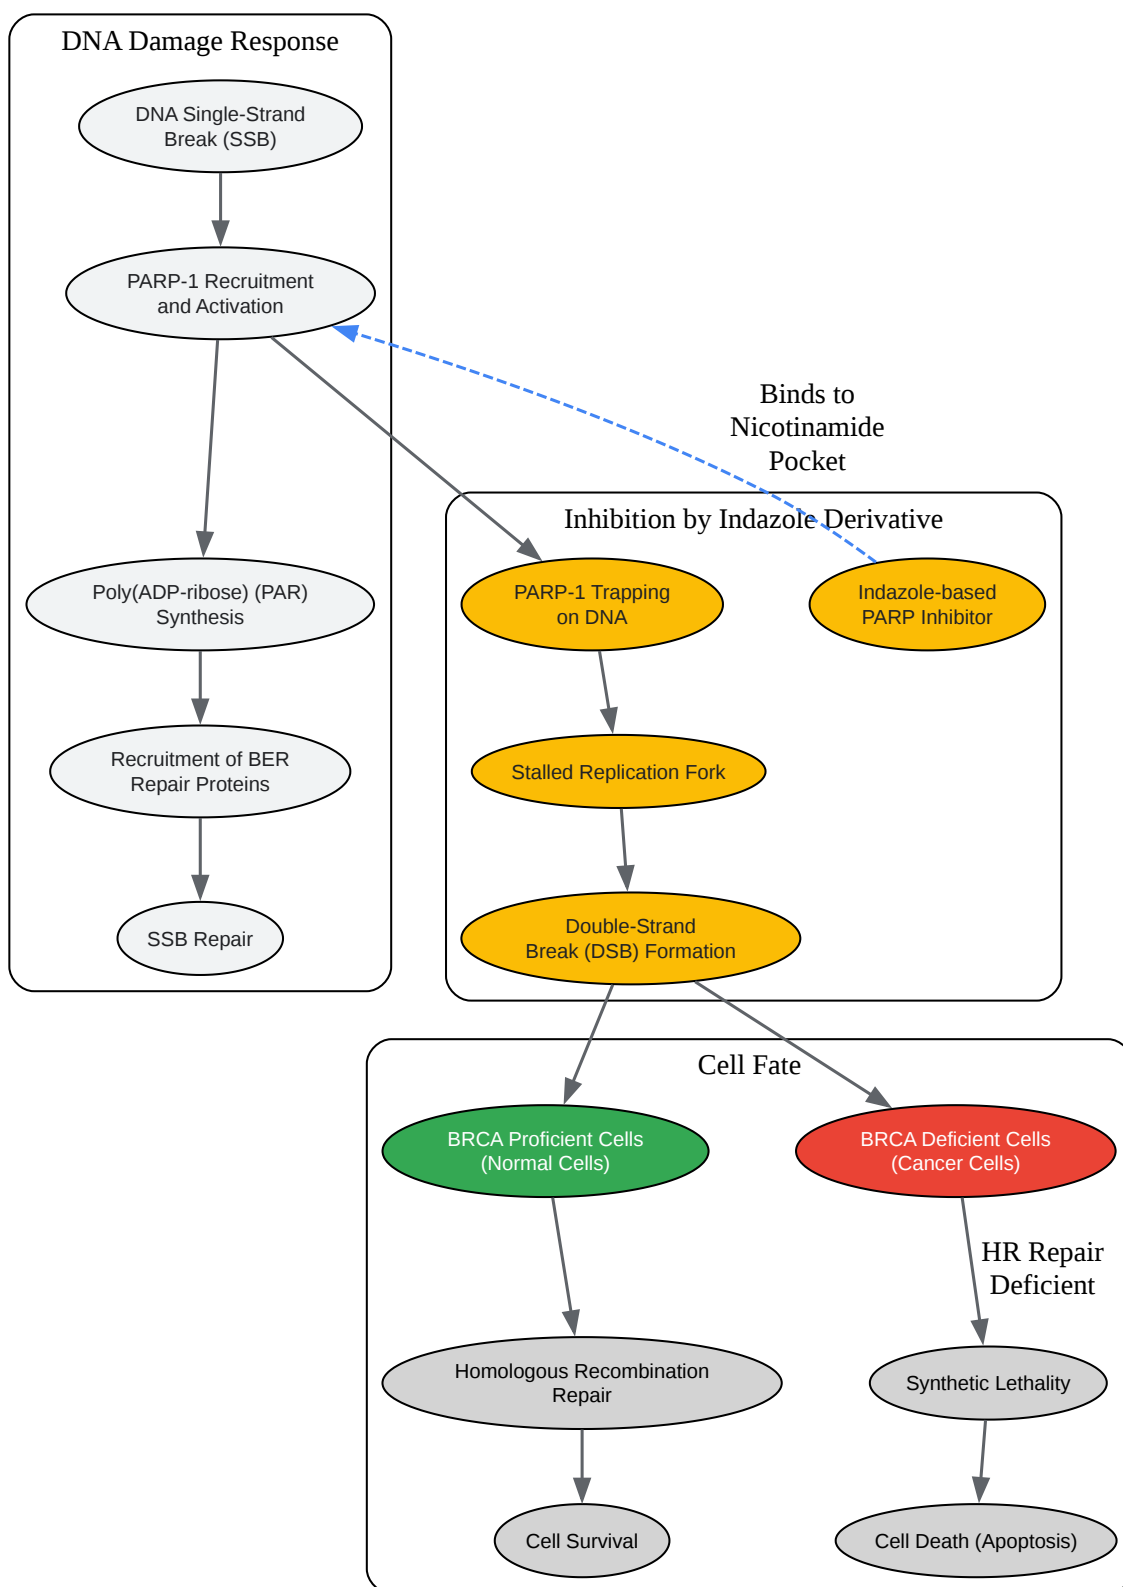 DNA Damage Response
DNA Single-Strand
Break (SSB)
PARP-1 Recruitment
and Activation
Poly(ADP-ribose) (PAR)
Synthesis
Recruitment of BER
Repair Proteins
SSB Repair
Binds to
Nicotinamide
Pocket
Inhibition by Indazole Derivative
PARP-1 Trapping
on DNA
Indazole-based
PARP Inhibitor
Stalled Replication Fork
Double-Strand
Break (DSB) Formation
Cell Fate
BRCA Proficient Cells
(Normal Cells)
BRCA Deficient Cells
(Cancer Cells)
HR Repair
Deficient
Homologous Recombination
Repair
Synthetic Lethality
Cell Survival
Cell Death (Apoptosis)